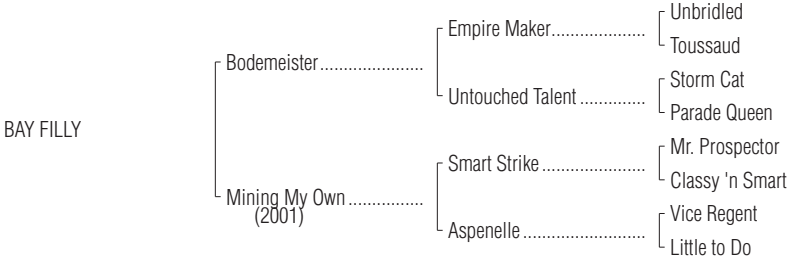 Unbridled
Empire Maker....................
Toussaud
Bodemeister......................
Storm Cat
Untouched Talent ..............
Parade Queen
BAY FILLY
Mr. Prospector
Smart Strike......................
Classy 'n Smart
Mining My Own ................
(2001)
Vice Regent
Aspenelle ..........................
Little to Do